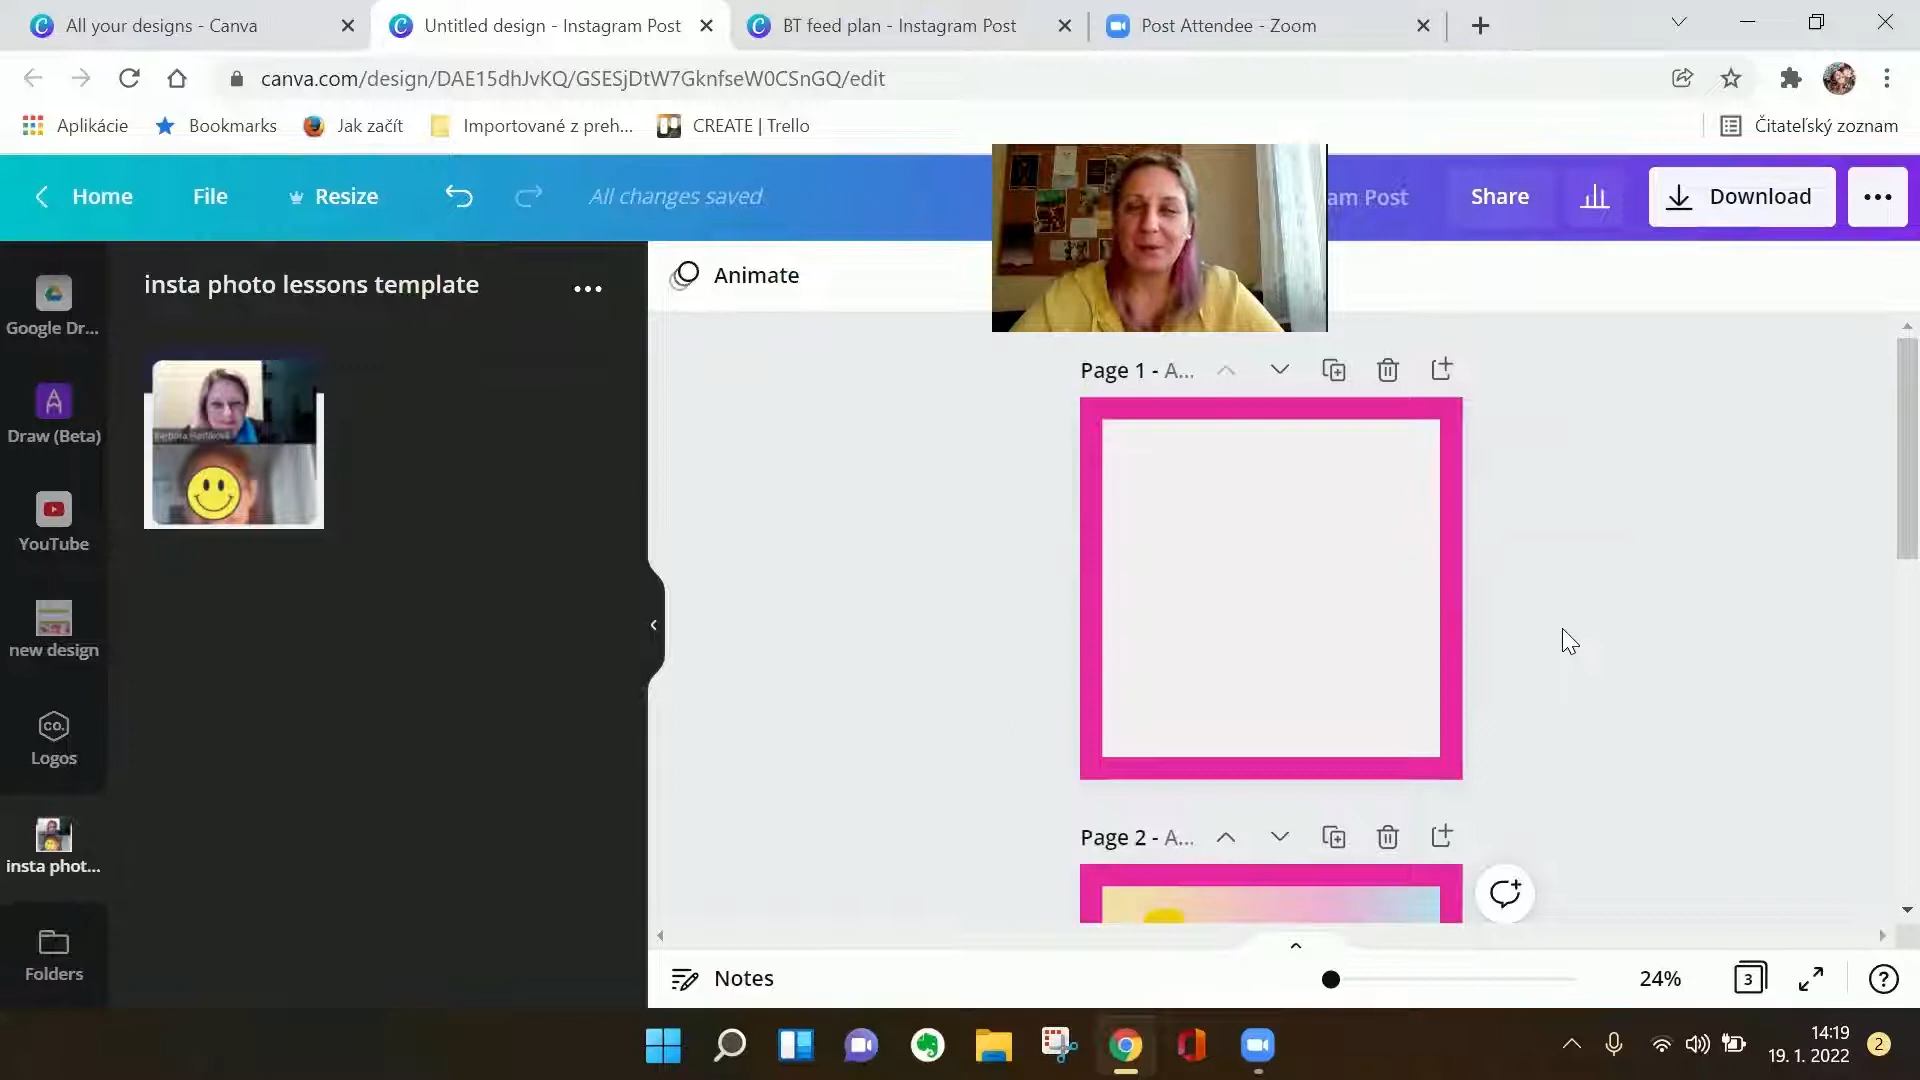 All your designs - Canva
Untitled design - Instagram Post
BT feed plan - Instagram Post
Post Attendee - Zoom
canva.com/design/DAE15dhJvKQ/GSESjDtW7GknfseW0CSnGQ/edit
Aplikácie
Bookmarks
Jak začít
Importované z preh...
CREATE | Trello
Čitateľský zoznam
Home
File
Resize
All changes saved
am Post
Share
Download
Google Dr...
Draw (Beta)
YouTube
new design
CO.
Logos
insta phot...
Folders
insta photo lessons template
Animate
Page 1 - A...
Page 2 - A...
Notes
24%
3
14:19
19. 1. 2022
2